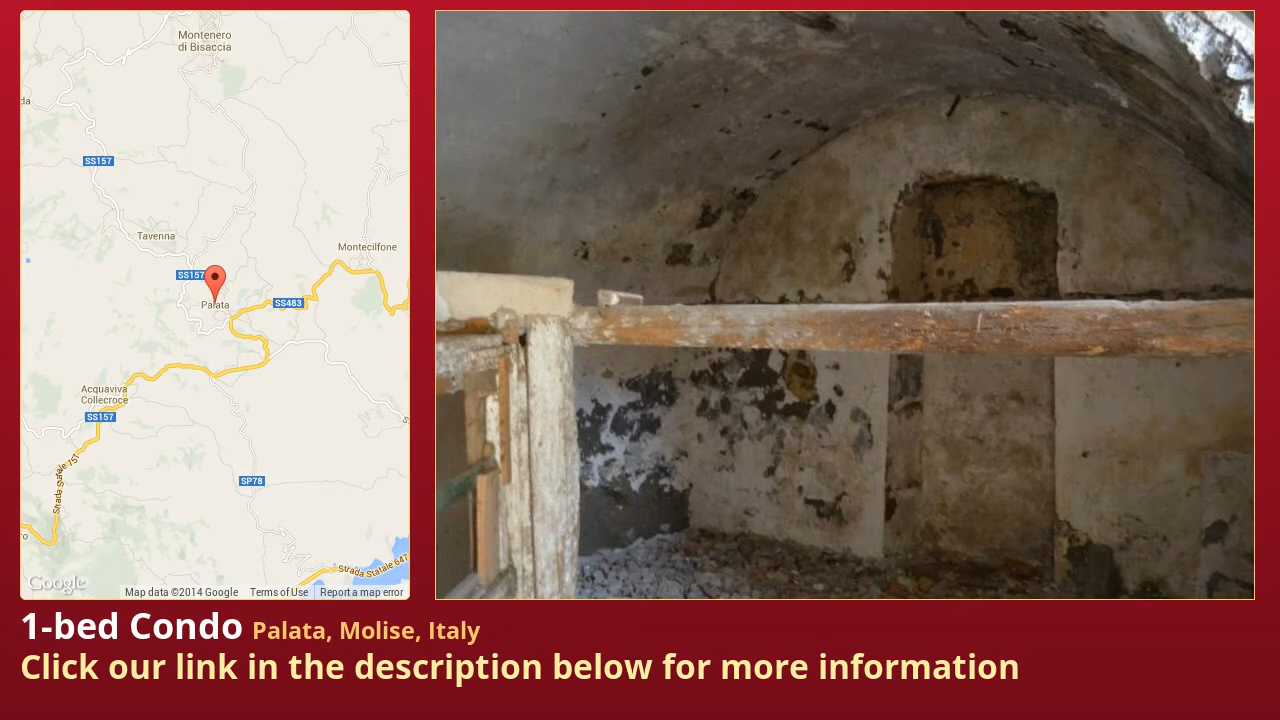 Montenero
di Bisaccia
da
SS157
Tavenna
Montecilfone
SS157
Palata
SS483
Acquaviva
Collecroce
SS157
Strada Statale 157
SP78
ro
Strada Statale 647
Google
Map data ©2014 Google Terms of Use Report a map error
1-bed Condo Palata, Molise, Italy
Click our link in the description below for more information